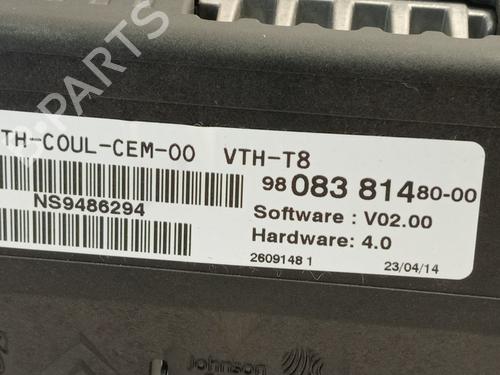 TH-COUL-CEM-00 VTH-T8
98 083 814 80-00
NS9486294
Software : V02.00
Hardware: 4.0
2609148 1 23/04/14
Johnson